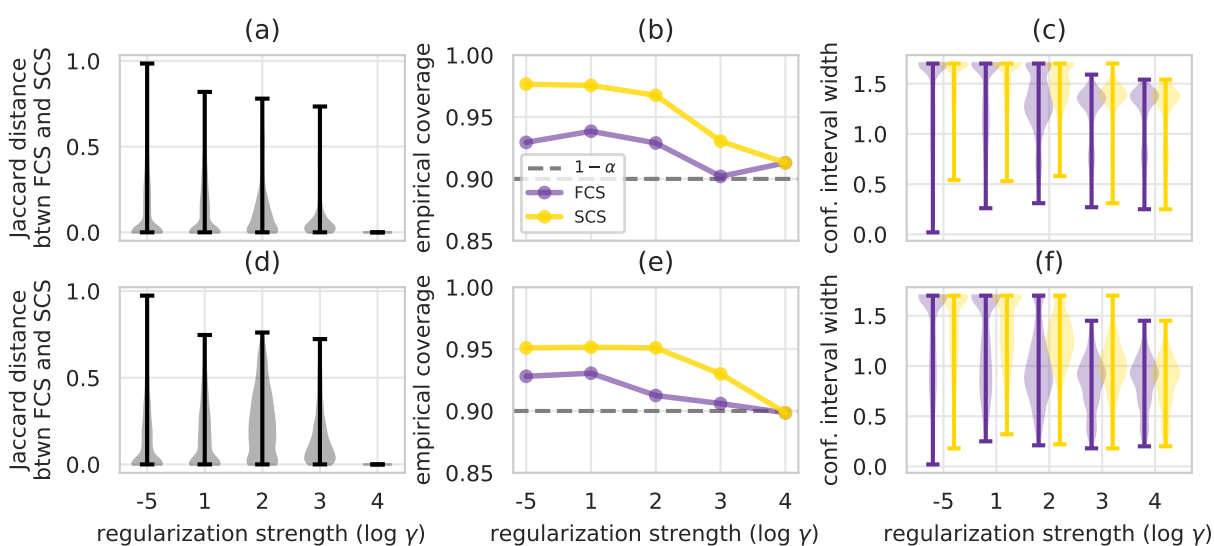 (a)
Jaccard distance
btwn FCS and SCS
1.0
0.5
0.0
(b)
empirical coverage
1.00
0.95
0.90
0.85
1 − α
FCS
SCS
(c)
conf. interval width
1.5
1.0
0.5
0.0
(d)
Jaccard distance
btwn FCS and SCS
1.0
0.5
0.0
-5 1 2 3 4
regularization strength (log γ)
(e)
empirical coverage
1.00
0.95
0.90
0.85
-5 1 2 3 4
regularization strength (log γ)
(f)
conf. interval width
1.5
1.0
0.5
0.0
-5 1 2 3 4
regularization strength (log γ)